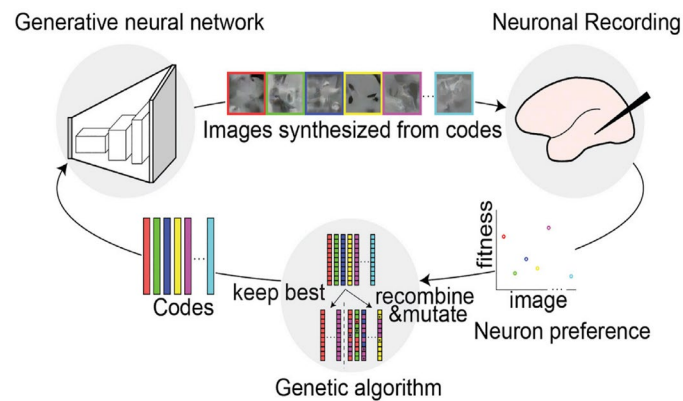 Generative neural network
Neuronal Recording
Images synthesized from codes
fitness
image
Neuron preference
keep best
recombine
&mutate
Codes
Genetic algorithm